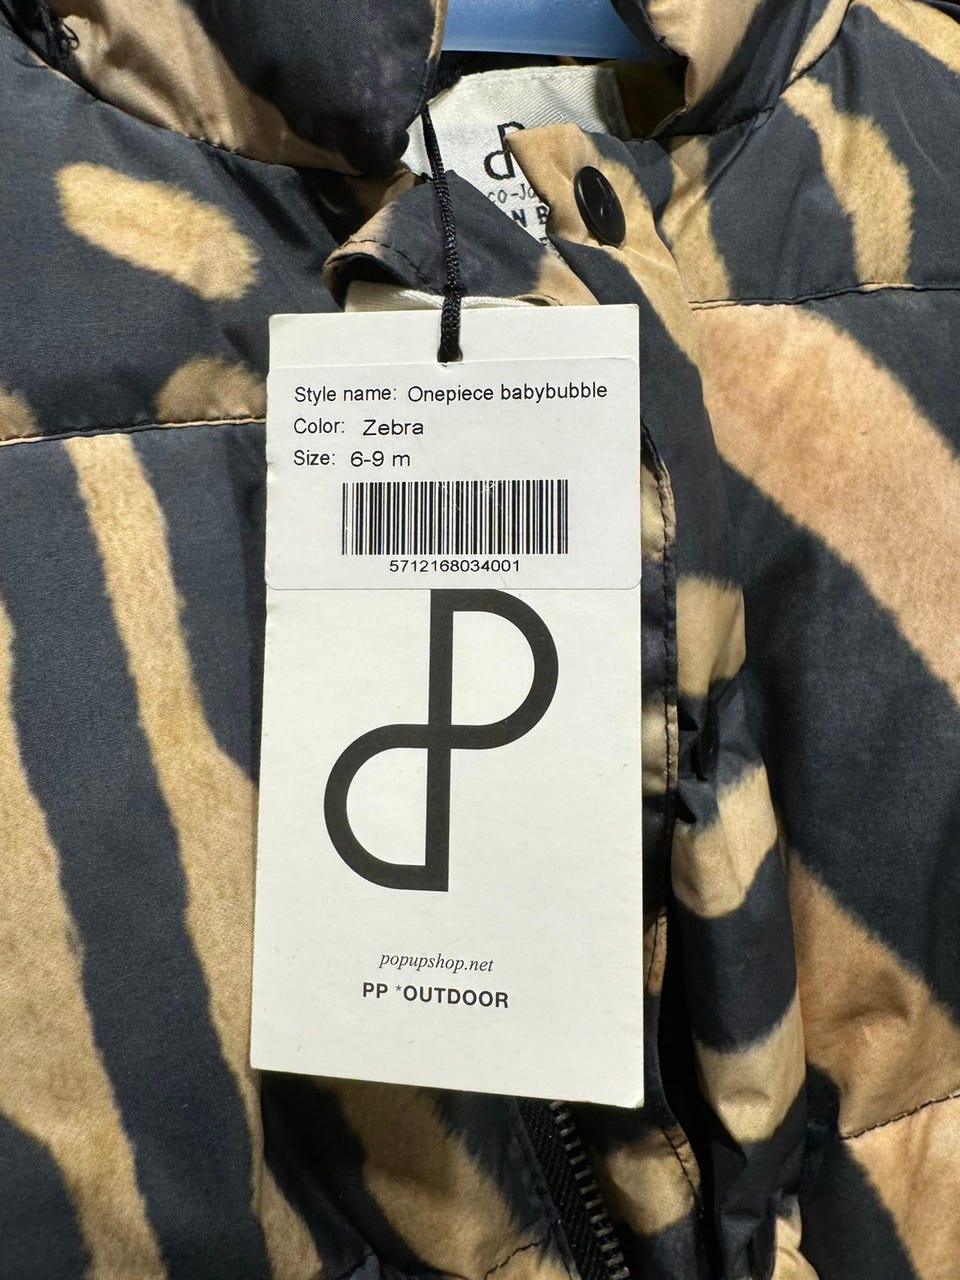 Style name: Onepiece babybubble
Color: Zebra
Size: 6-9 m
5712168034001
popupshop.net
PP *OUTDOOR